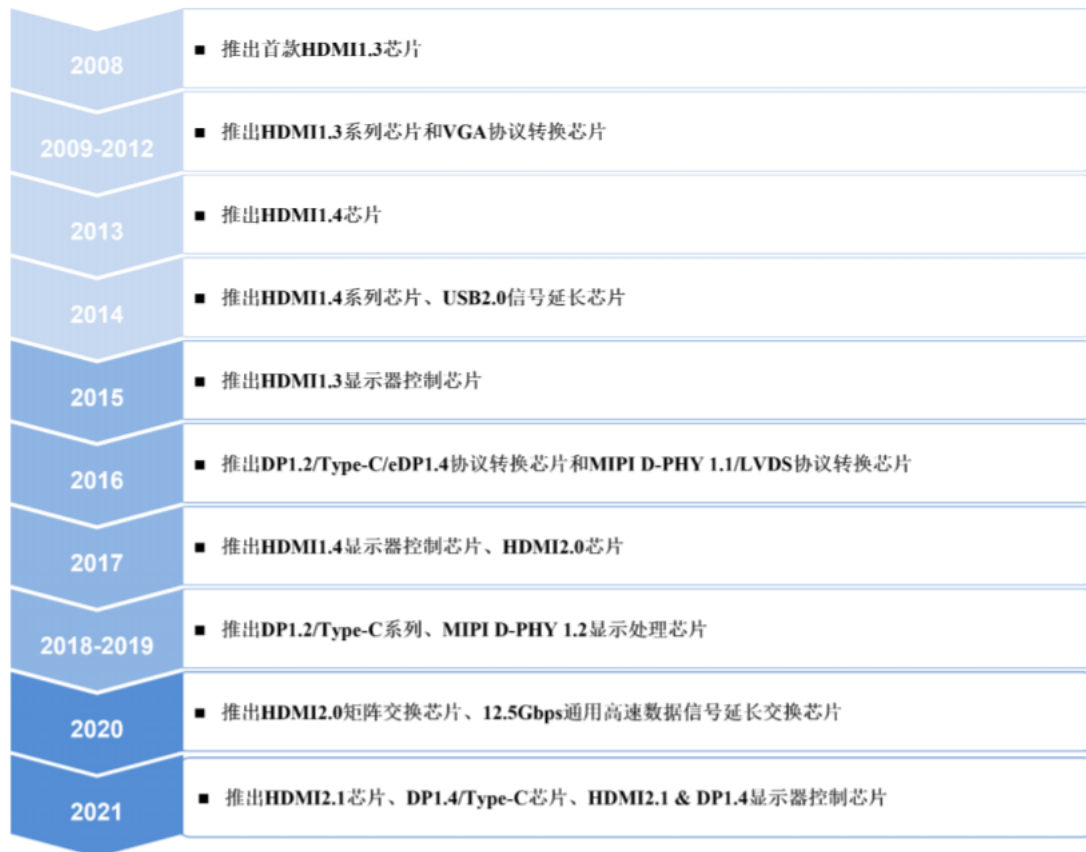 2008
■ 推出首款HDMI1.3芯片
2009-2012
■ 推出HDMI1.3系列芯片和VGA协议转换芯片
2013
■ 推出HDMI1.4芯片
2014
■ 推出HDMI1.4系列芯片、USB2.0信号延长芯片
2015
■ 推出HDMI1.3显示器控制芯片
2016
■ 推出DP1.2/Type-C/eDP1.4协议转换芯片和MIPI D-PHY 1.1/LVDS协议转换芯片
2017
■ 推出HDMI1.4显示器控制芯片、HDMI2.0芯片
2018-2019
■ 推出DP1.2/Type-C系列、MIPI D-PHY 1.2显示处理芯片
2020
■ 推出HDMI2.0矩阵交换芯片、12.5Gbps通用高速数据信号延长交换芯片
2021
■ 推出HDMI2.1芯片、DP1.4/Type-C芯片、HDMI2.1 & DP1.4显示器控制芯片